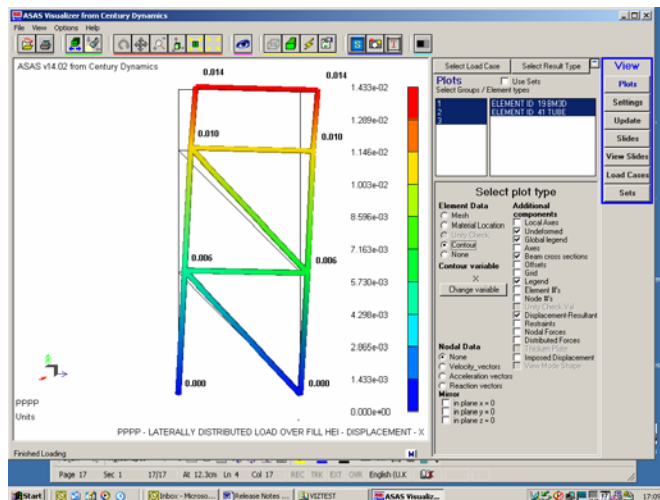 ASAS Visualizer from Century Dynamics
File View Options Help
ASAS v14.02 from Century Dynamics
0.014 0.014
0.010 0.010
0.006 0.006
0.000 0.000
1.433e-02
1.289e-02
1.146e-02
1.003e-02
8.596e-03
7.163e-03
5.730e-03
4.298e-03
2.865e-03
1.433e-03
0.000e+00
PPPP
Units
PPPP - LATERALLY DISTRIBUTED LOAD OVER FILL HEI - DISPLACEMENT - X
Finished Loading
Select Load Case Select Result Type
Plots Use Sets
Select Groups / Element types
1 ELEMENT ID 19 BM3D
2 ELEMENT ID 41 TUBE
3
Select plot type
Element Data
Mesh
Material Location
Unity Check
Contour
None
Contour variable
X
Change variable
Additional components
Local Axes
Undeformed
Global legend
Axes
Beam cross sections
Offsets
Grid
Legend
Element #'s
Node #'s
Unity Check Val
Displacement-Resultant
Restraints
Nodal Forces
Distributed Forces
Thicken Plate
Imposed Displacement
View Mode Shape
Nodal Data
None
Velocity_vectors
Acceleration vectors
Reaction vectors
Mirror
in plane x = 0
in plane y = 0
in plane z = 0
View
Plots
Settings
Update
Slides
View Slides
Load Cases
Sets
Page 17 Sec 1 17/17 At 12.3cm Ln 4 Col 17 REC TRK EXT OVR English (U.K
Start Inbox - Microso... Release Notes ... VIZTEST ASAS Visualiz...